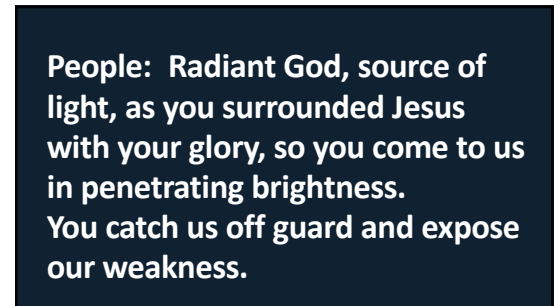 People:  Radiant God, source of
light, as you surrounded Jesus
with your glory, so you come to us
in penetrating brightness.
You catch us off guard and expose
our weakness.